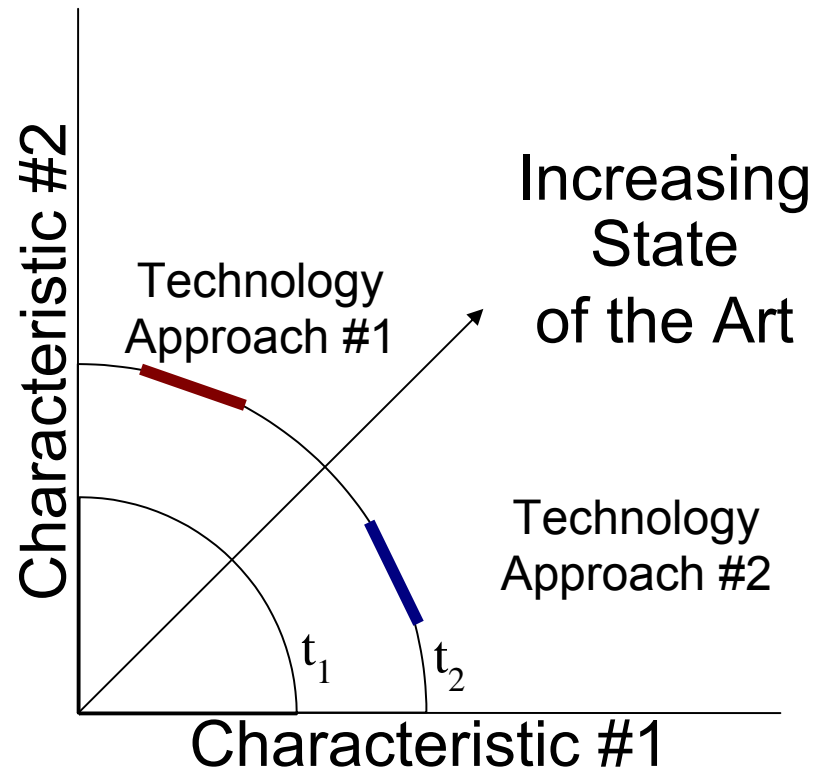 Characteristic #2
Increasing
State
of the Art
Technology
Approach #1
Technology
Approach #2
t₁
t₂
Characteristic #1